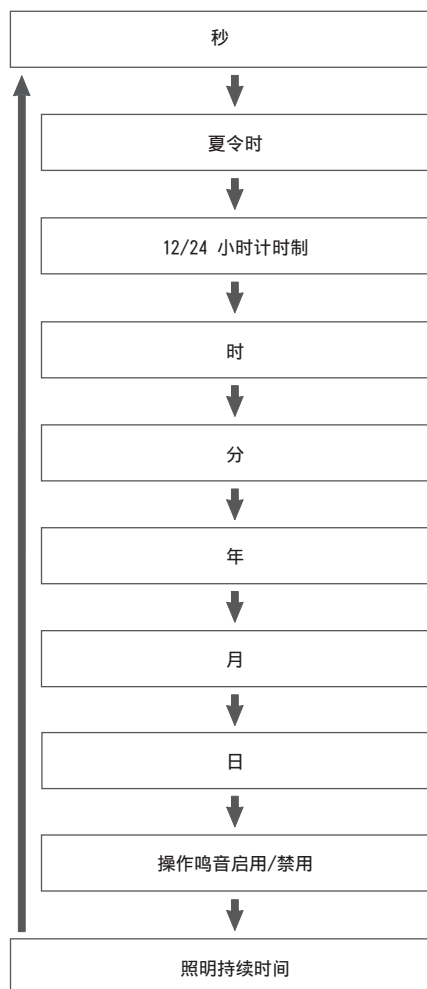 秒
夏令时
12/24 小时计时制
时
分
年
月
日
操作鸣音启用/禁用
照明持续时间